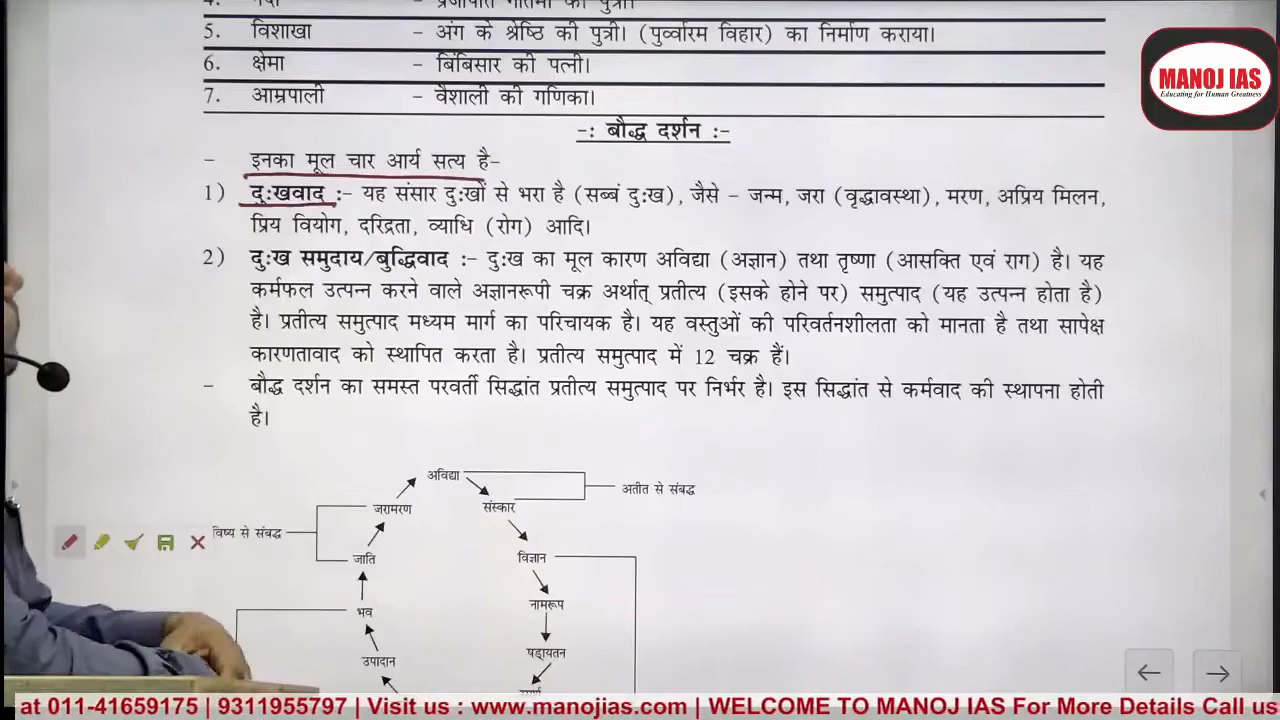 4. नंदा - प्रजापति गौतमी की पुत्री।
5. विशाखा - अंग के श्रेष्ठि की पुत्री। (पुर्व्वारम विहार) का निर्माण कराया।
6. क्षेमा - बिंबिसार की पत्नी।
7. आम्रपाली - वैशाली की गणिका।
MANOJ IAS
Educating for Human Greatness
-: बौद्ध दर्शन :-
- इनका मूल चार आर्य सत्य है-
1) दुःखवाद :- यह संसार दुःखों से भरा है (सब्बं दुःख), जैसे - जन्म, जरा (वृद्धावस्था), मरण, अप्रिय मिलन,
प्रिय वियोग, दरिद्रता, व्याधि (रोग) आदि।
2) दुःख समुदाय/बुद्धिवाद :- दुःख का मूल कारण अविद्या (अज्ञान) तथा तृष्णा (आसक्ति एवं राग) है। यह
कर्मफल उत्पन्न करने वाले अज्ञानरूपी चक्र अर्थात् प्रतीत्य (इसके होने पर) समुत्पाद (यह उत्पन्न होता है)
है। प्रतीत्य समुत्पाद मध्यम मार्ग का परिचायक है। यह वस्तुओं की परिवर्तनशीलता को मानता है तथा सापेक्ष
कारणतावाद को स्थापित करता है। प्रतीत्य समुत्पाद में 12 चक्र हैं।
- बौद्ध दर्शन का समस्त परवर्ती सिद्धांत प्रतीत्य समुत्पाद पर निर्भर है। इस सिद्धांत से कर्मवाद की स्थापना होती
है।
अविद्या
अतीत से संबद्ध
जरामरण
संस्कार
विष्य से संबद्ध
जाति
विज्ञान
नामरूप
भव
षड़ायतन
उपादान
at 011-41659175 | 9311955797 | Visit us : www.manojias.com | WELCOME TO MANOJ IAS For More Details Call us